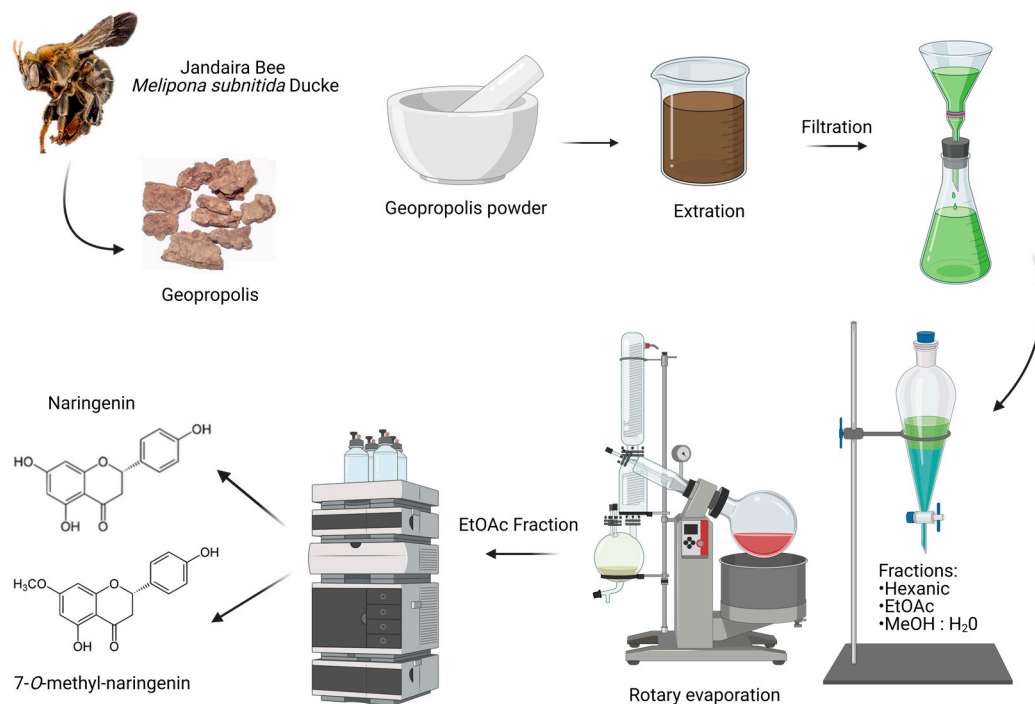 Jandaira Bee
Melipona subnitida Ducke
Geopropolis
Geopropolis powder
Extration
Filtration
Fractions:
•Hexanic
•EtOAc
•MeOH : H₂0
Rotary evaporation
EtOAc Fraction
Naringenin
OH
HO
O
OH
O
OH
H₃CO
O
OH
O
7-O-methyl-naringenin